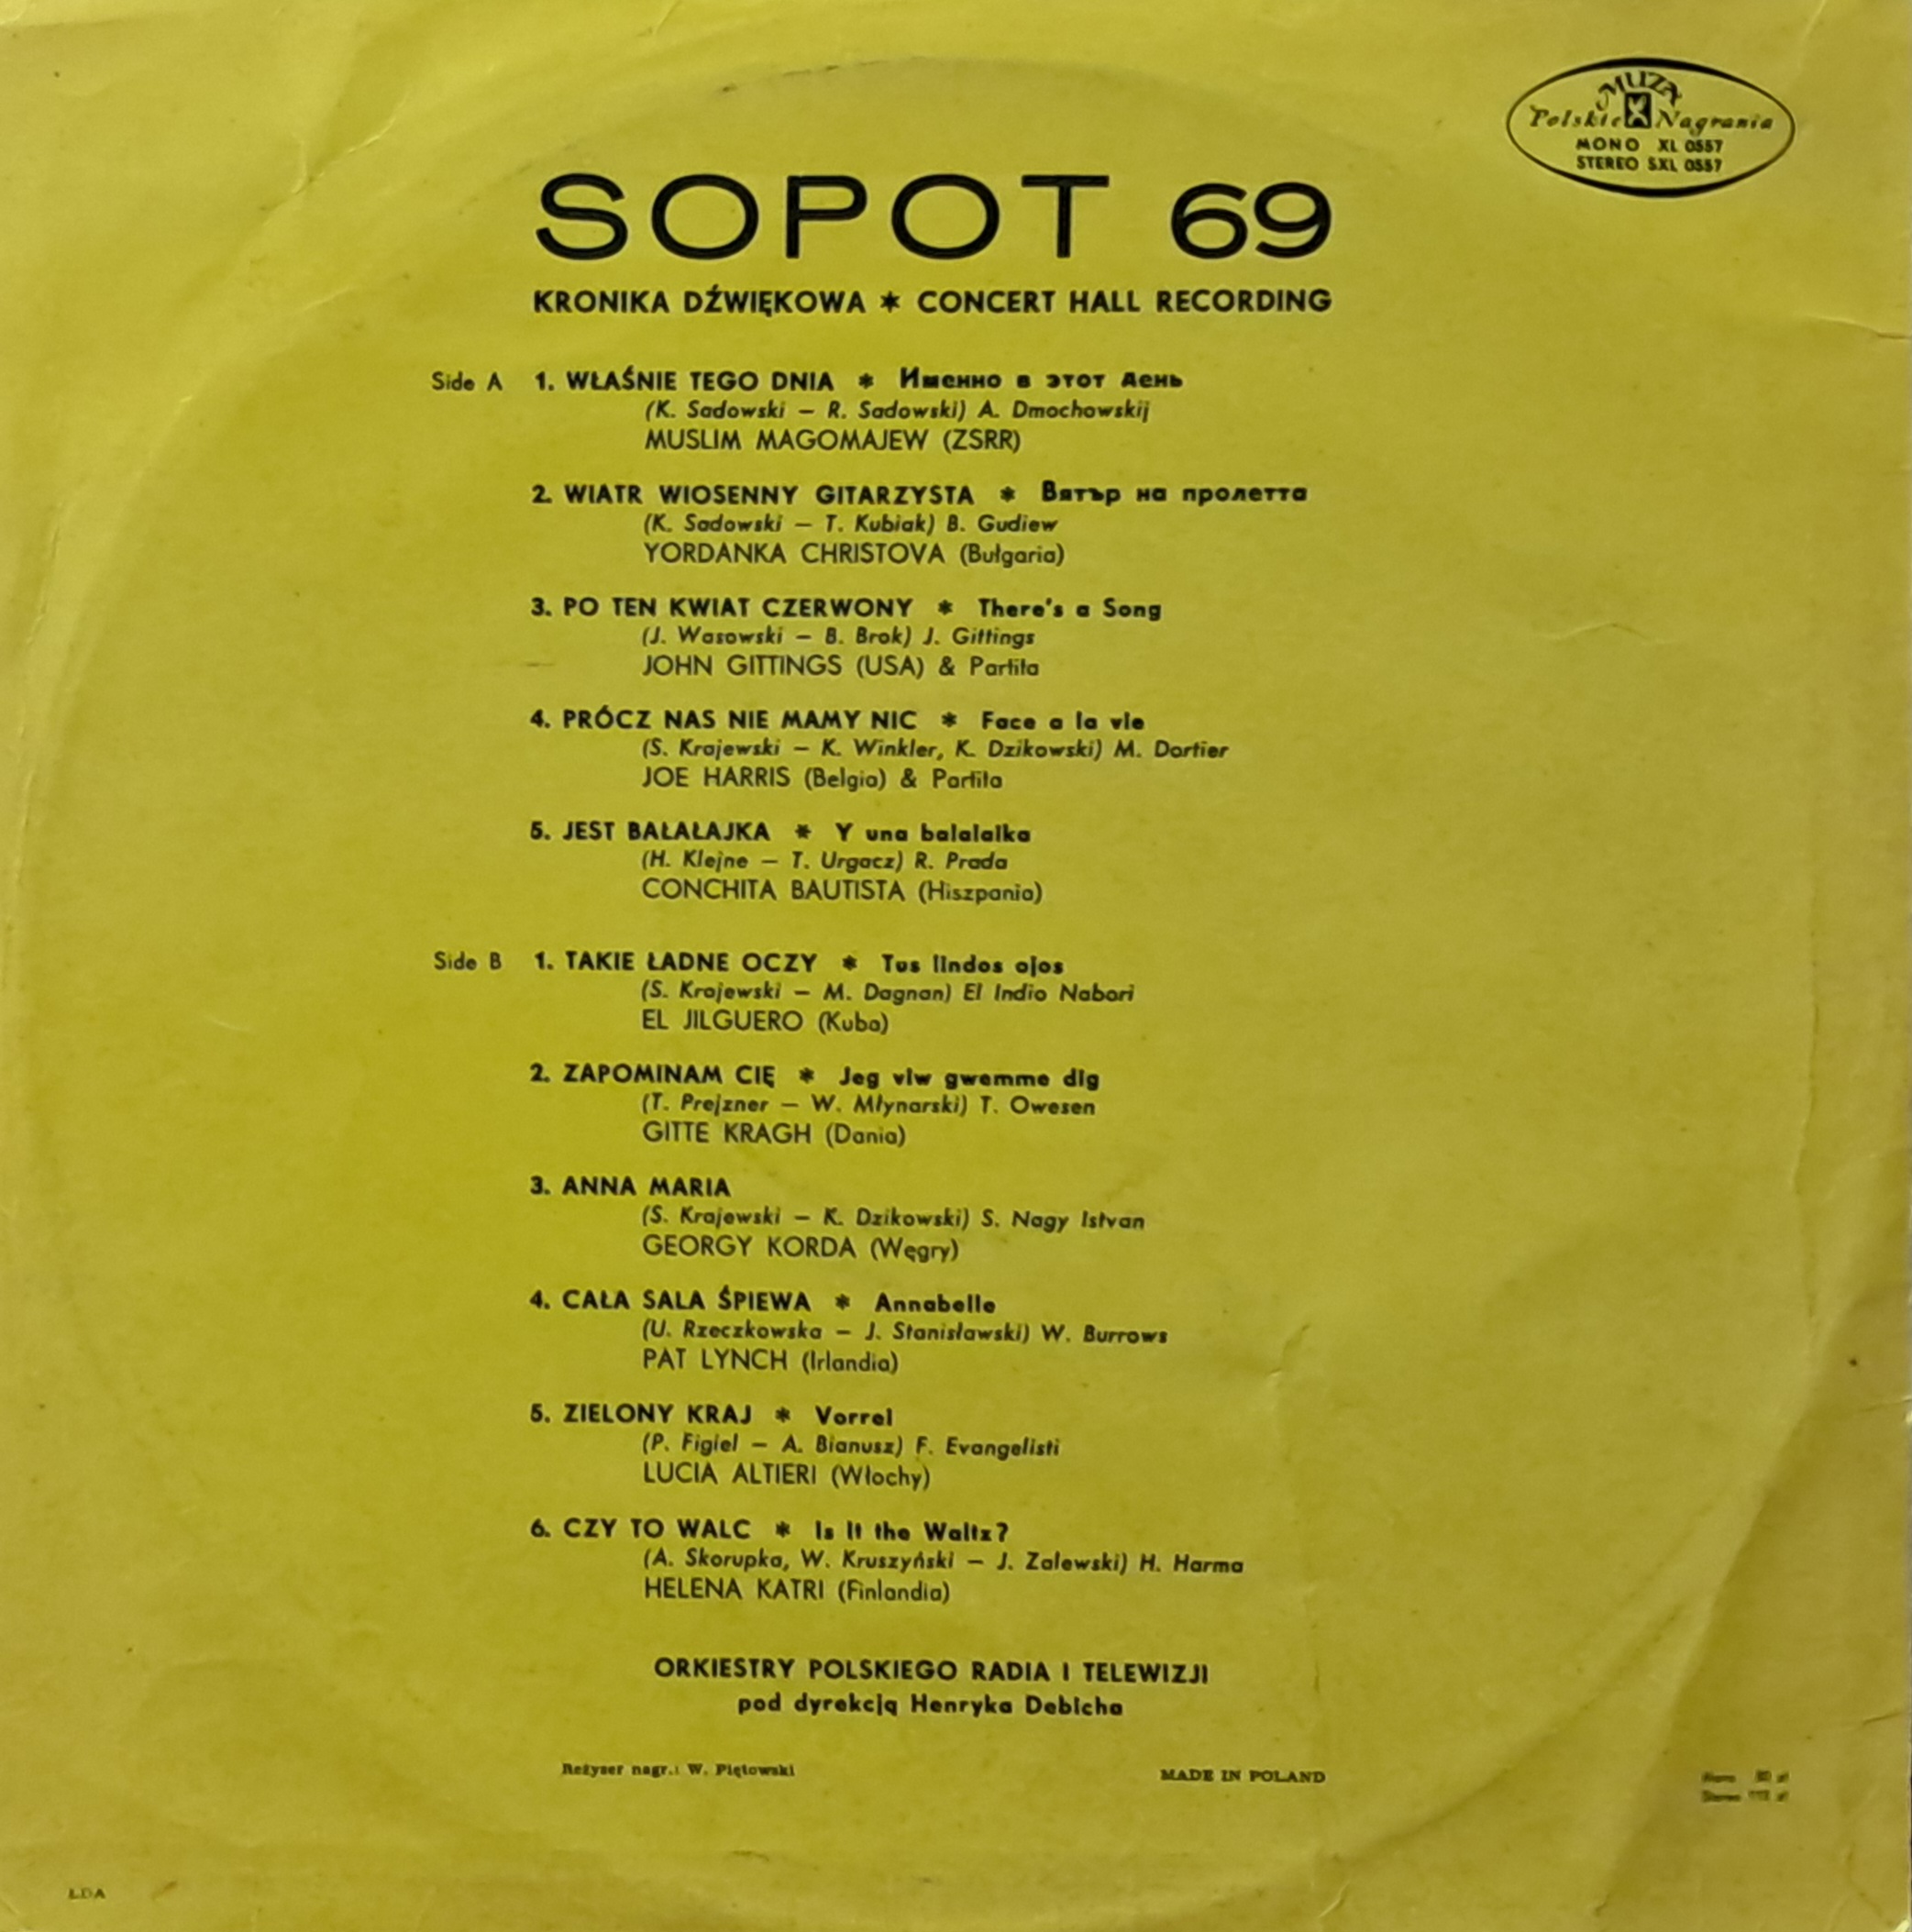 MUZA
Polskie Nagrania
MONO XL 0557
STEREO SXL 0557
SOPOT 69
KRONIKA DŹWIĘKOWA * CONCERT HALL RECORDING
Side A 1. WŁAŚNIE TEGO DNIA * Именно в этот день
(K. Sadowski – R. Sadowski) A. Dmochowskij
MUSLIM MAGOMAJEW (ZSRR)
2. WIATR WIOSENNY GITARZYSTA * Вятър на пролетта
(K. Sadowski – T. Kubiak) B. Gudiew
YORDANKA CHRISTOVA (Bułgaria)
3. PO TEN KWIAT CZERWONY * There's a Song
(J. Wasowski – B. Brok) J. Gittings
JOHN GITTINGS (USA) & Partita
4. PRÓCZ NAS NIE MAMY NIC * Face a la vie
(S. Krajewski – K. Winkler, K. Dzikowski) M. Dortier
JOE HARRIS (Belgia) & Partita
5. JEST BAŁAŁAJKA * Y una balalaika
(H. Klejne – T. Urgacz) R. Prada
CONCHITA BAUTISTA (Hiszpania)
Side B 1. TAKIE ŁADNE OCZY * Tus lindos ojos
(S. Krajewski – M. Dagnan) El Indio Nabori
EL JILGUERO (Kuba)
2. ZAPOMINAM CIĘ * Jeg viw gwemme dig
(T. Prejzner – W. Młynarski) T. Owesen
GITTE KRAGH (Dania)
3. ANNA MARIA
(S. Krajewski – K. Dzikowski) S. Nagy Istvan
GEORGY KORDA (Węgry)
4. CAŁA SALA ŚPIEWA * Annabelle
(U. Rzeczkowska – J. Stanisławski) W. Burrows
PAT LYNCH (Irlandia)
5. ZIELONY KRAJ * Vorrei
(P. Figiel – A. Bianusz) F. Evangelisti
LUCIA ALTIERI (Włochy)
6. CZY TO WALC * Is it the Waltz?
(A. Skorupka, W. Kruszyński – J. Zalewski) H. Harma
HELENA KATRI (Finlandia)
ORKIESTRY POLSKIEGO RADIA I TELEWIZJI
pod dyrekcją Henryka Debicha
Reżyser nagr.: W. Piętowski
MADE IN POLAND
Mono 80 zł
Stereo zł
ŁDA